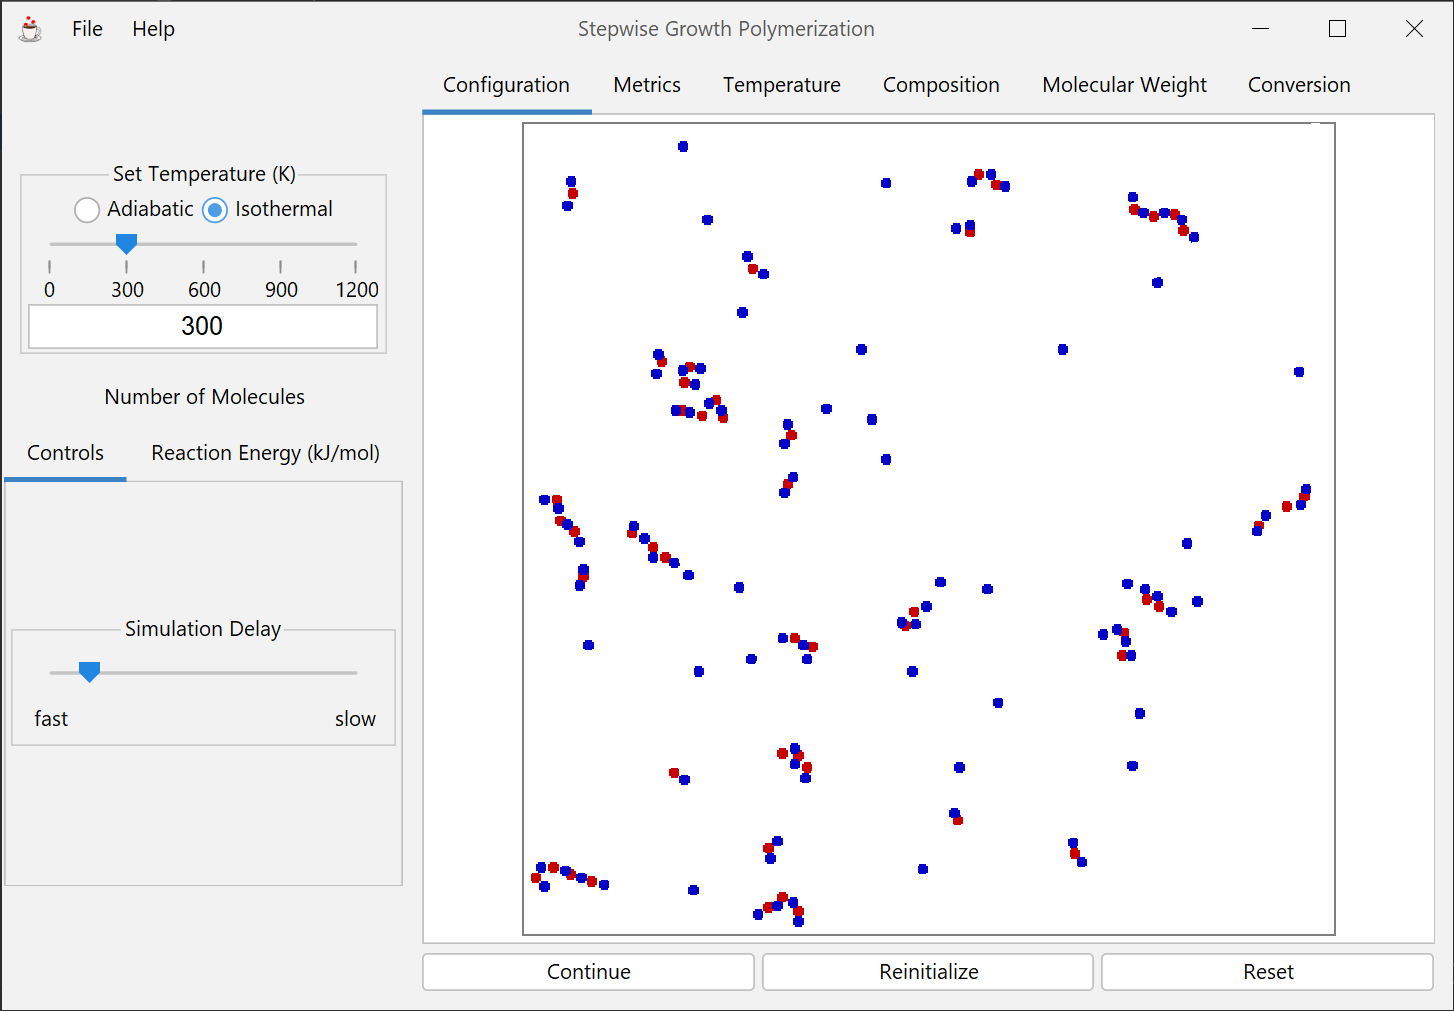 File Help Stepwise Growth Polymerization
Configuration Metrics Temperature Composition Molecular Weight Conversion
Set Temperature (K)
Adiabatic Isothermal
0 300 600 900 1200
300
Number of Molecules
Controls Reaction Energy (kJ/mol)
Simulation Delay
fast slow
Continue Reinitialize Reset